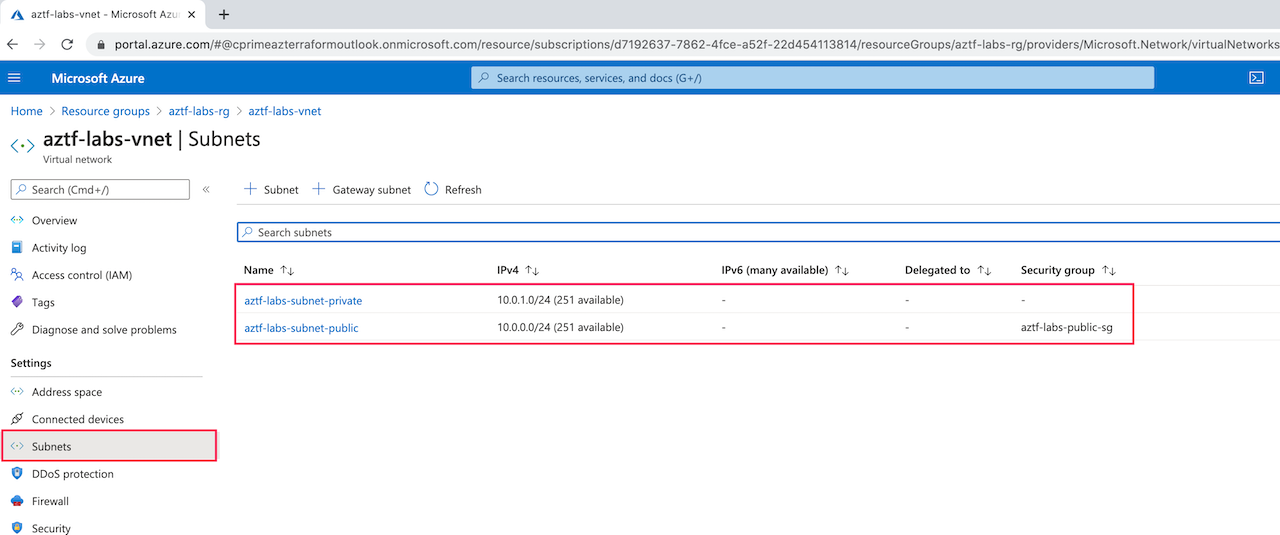 aztf-labs-vnet - Microsoft Azu
portal.azure.com/#@cprimeazterraformoutlook.onmicrosoft.com/resource/subscriptions/d7192637-7862-4fce-a52f-22d454113814/resourceGroups/aztf-labs-rg/providers/Microsoft.Network/virtualNetworks
Microsoft Azure
Search resources, services, and docs (G+/)
Home > Resource groups > aztf-labs-rg > aztf-labs-vnet
aztf-labs-vnet | Subnets
Virtual network
Search (Cmd+/) «
+ Subnet + Gateway subnet Refresh
Overview
Activity log
Access control (IAM)
Tags
Diagnose and solve problems
Settings
Address space
Connected devices
Subnets
DDoS protection
Firewall
Security
Search subnets
Name ↑↓ IPv4 ↑↓ IPv6 (many available) ↑↓ Delegated to ↑↓ Security group ↑↓
aztf-labs-subnet-private 10.0.1.0/24 (251 available) - - -
aztf-labs-subnet-public 10.0.0.0/24 (251 available) - - aztf-labs-public-sg